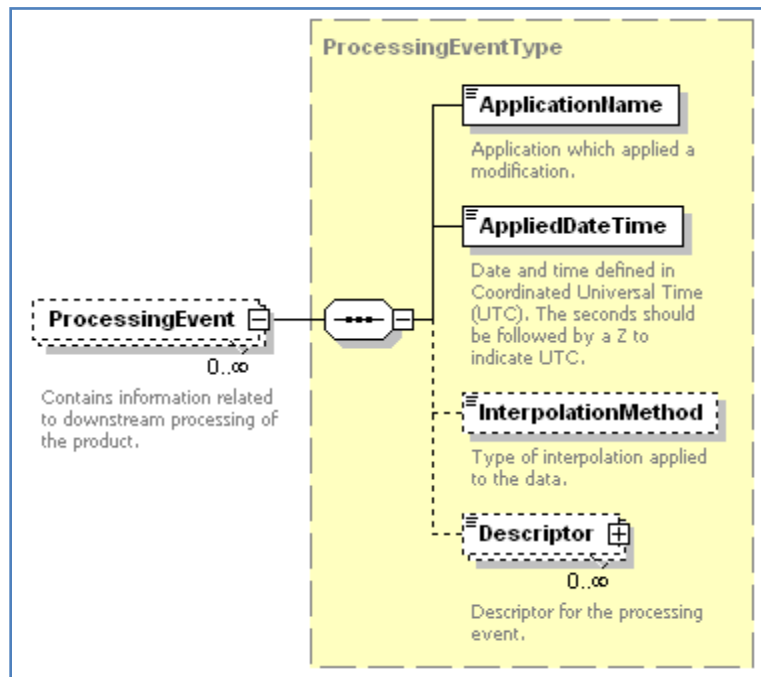 ProcessingEventType
ApplicationName
Application which applied a
modification.
AppliedDateTime
Date and time defined in
Coordinated Universal Time
(UTC). The seconds should
be followed by a Z to
indicate UTC.
ProcessingEvent
0..∞
Contains information related
to downstream processing of
the product.
InterpolationMethod
Type of interpolation applied
to the data.
Descriptor
0..∞
Descriptor for the processing
event.